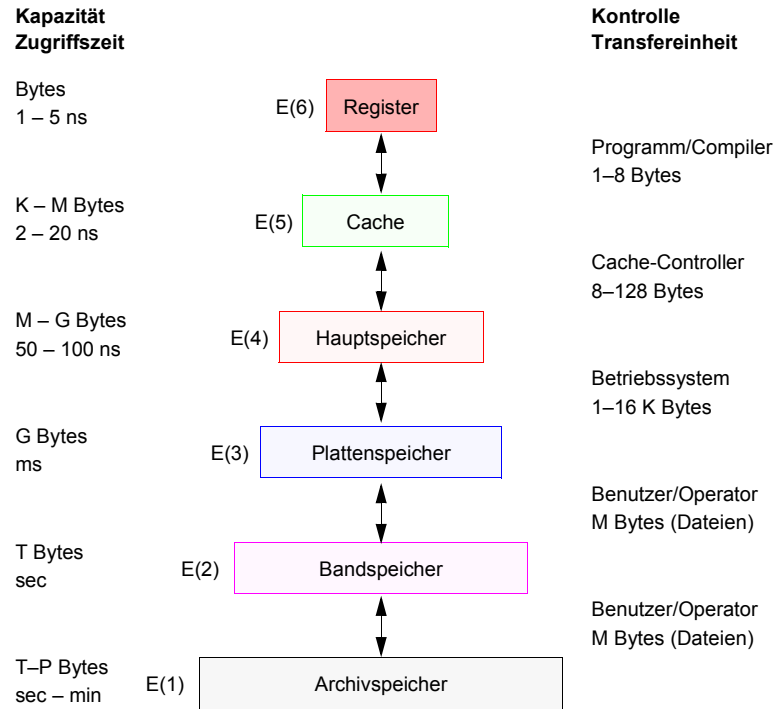 Kapazität
Zugriffszeit
Kontrolle
Transfereinheit
Bytes
1 – 5 ns
E(6)
Register
Programm/Compiler
1–8 Bytes
K – M Bytes
2 – 20 ns
E(5)
Cache
Cache-Controller
8–128 Bytes
M – G Bytes
50 – 100 ns
E(4)
Hauptspeicher
Betriebssystem
1–16 K Bytes
G Bytes
ms
E(3)
Plattenspeicher
Benutzer/Operator
M Bytes (Dateien)
T Bytes
sec
E(2)
Bandspeicher
Benutzer/Operator
M Bytes (Dateien)
T–P Bytes
sec – min
E(1)
Archivspeicher